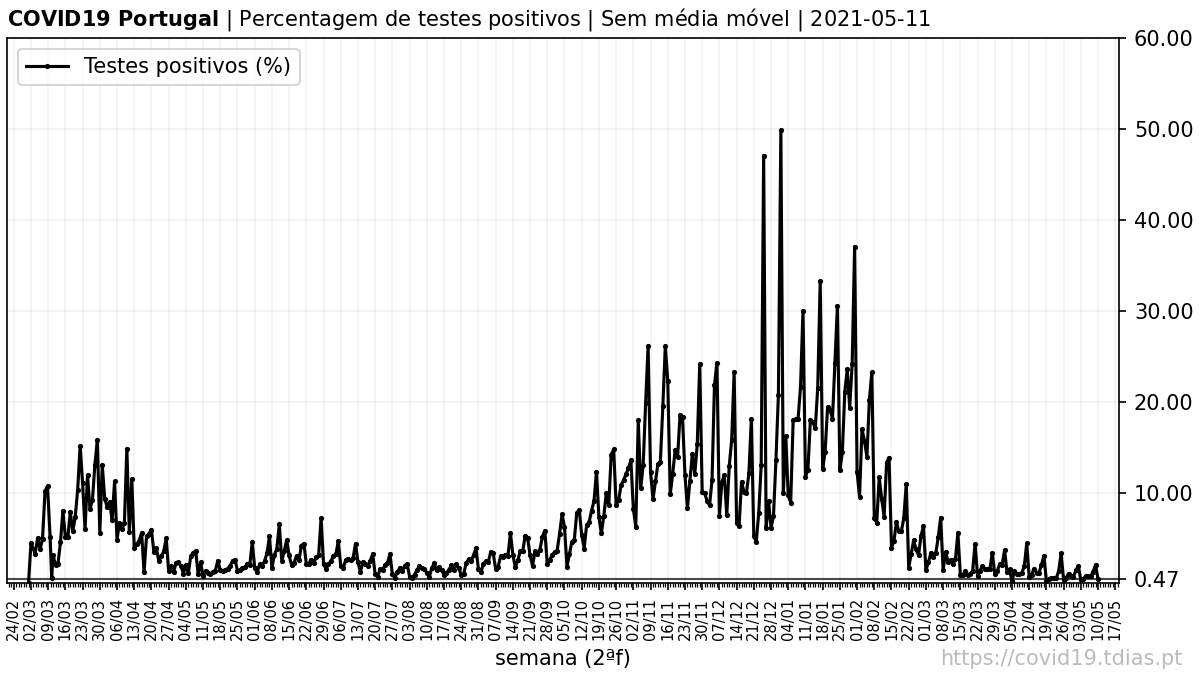 COVID19 Portugal | Percentagem de testes positivos | Sem média móvel | 2021-05-11
Testes positivos (%)
60.00
50.00
40.00
30.00
20.00
10.00
0.47
24/02 02/03 09/03 16/03 23/03 30/03 06/04 13/04 20/04 27/04 04/05 11/05 18/05 25/05 01/06 08/06 15/06 22/06 29/06 06/07 13/07 20/07 27/07 03/08 10/08 17/08 24/08 31/08 07/09 14/09 21/09 28/09 05/10 12/10 19/10 26/10 02/11 09/11 16/11 23/11 30/11 07/12 14/12 21/12 28/12 04/01 11/01 18/01 25/01 01/02 08/02 15/02 22/02 01/03 08/03 15/03 22/03 29/03 05/04 12/04 19/04 26/04 03/05 10/05 17/05
semana (2ªf)
https://covid19.tdias.pt